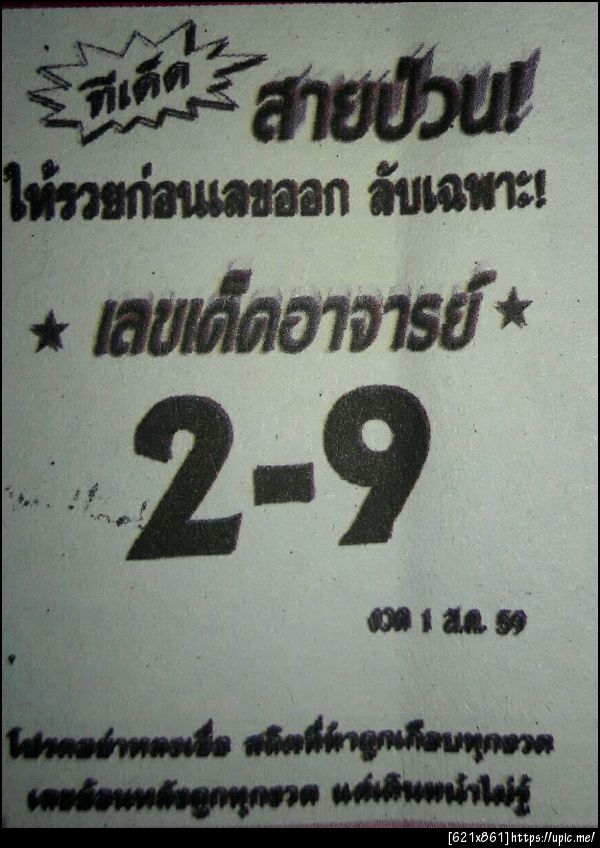 ทีเด็ด
สายป่วน!
ให้รวยก่อนเลขออก ลับเฉพาะ!
★ เลขเด็ดอาจารย์ ★
2-9
งวด 1 ส.ค. 59
โปรดอย่าหลงเชื่อ สถิติที่ทำถูกเกือบทุกงวด
เลขย้อนหลังถูกทุกงวด แต่เดินหน้าไม่รู้
[621x861]https://upic.me/